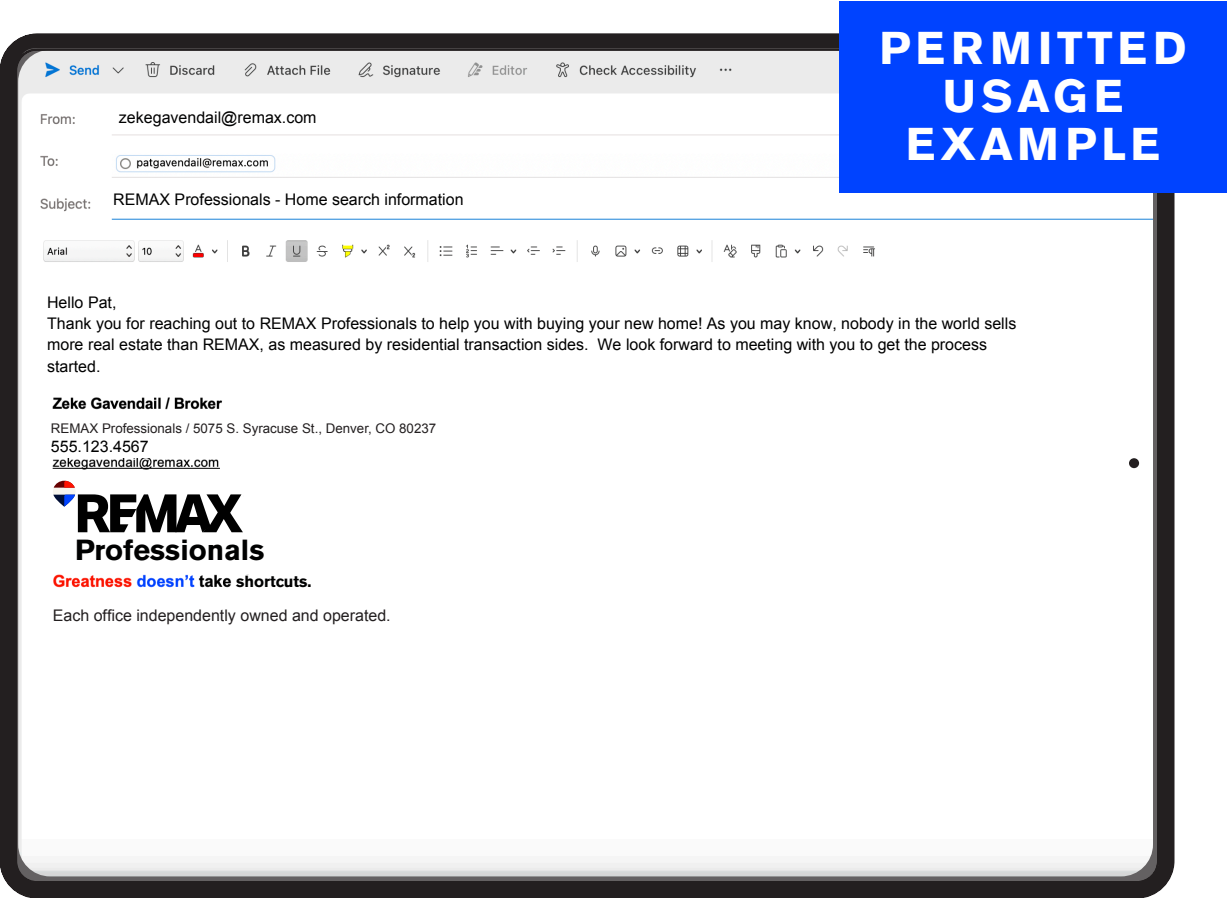 PERMITTED
USAGE
EXAMPLE
Send Discard Attach File Signature Editor Check Accessibility ...
From: zekegavendail@remax.com
To: patgavendail@remax.com
Subject: REMAX Professionals - Home search information
Arial 10 A B I U S X² X₂
Hello Pat,
Thank you for reaching out to REMAX Professionals to help you with buying your new home! As you may know, nobody in the world sells
more real estate than REMAX, as measured by residential transaction sides.  We look forward to meeting with you to get the process
started.
Zeke Gavendail / Broker
REMAX Professionals / 5075 S. Syracuse St., Denver, CO 80237
555.123.4567
zekegavendail@remax.com
REMAX
Professionals
Greatness doesn’t take shortcuts.
Each office independently owned and operated.